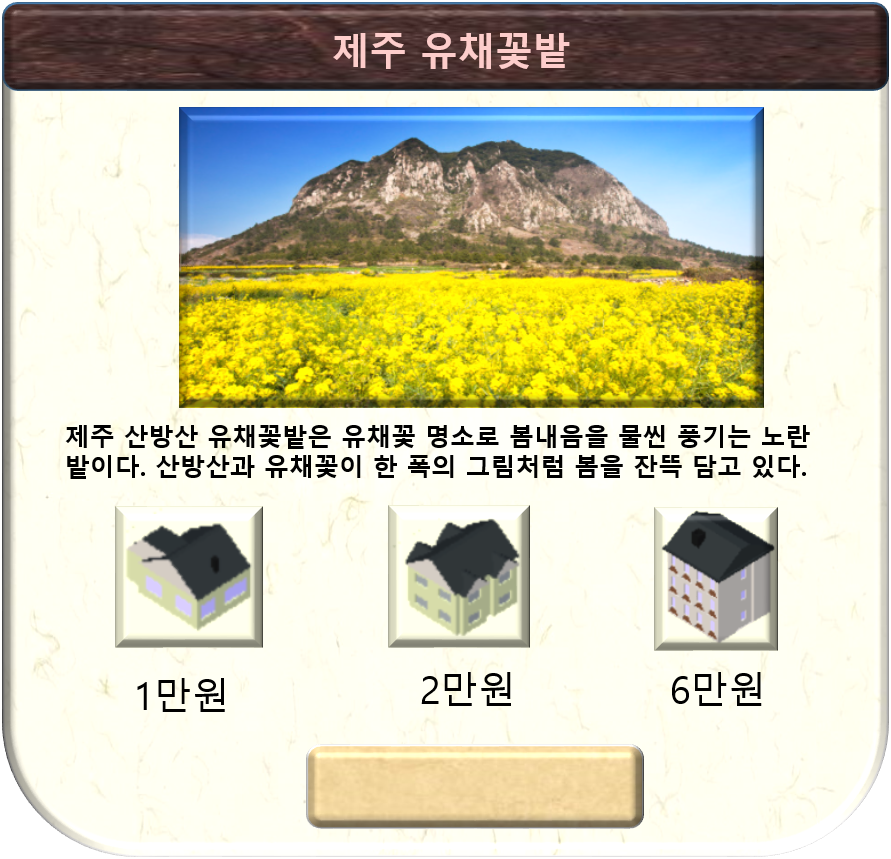 제주 유채꽃밭
제주 산방산 유채꽃밭은 유채꽃 명소로 봄내음을 물씬 풍기는 노란
밭이다. 산방산과 유채꽃이 한 폭의 그림처럼 봄을 잔뜩 담고 있다.
1만원 2만원 6만원